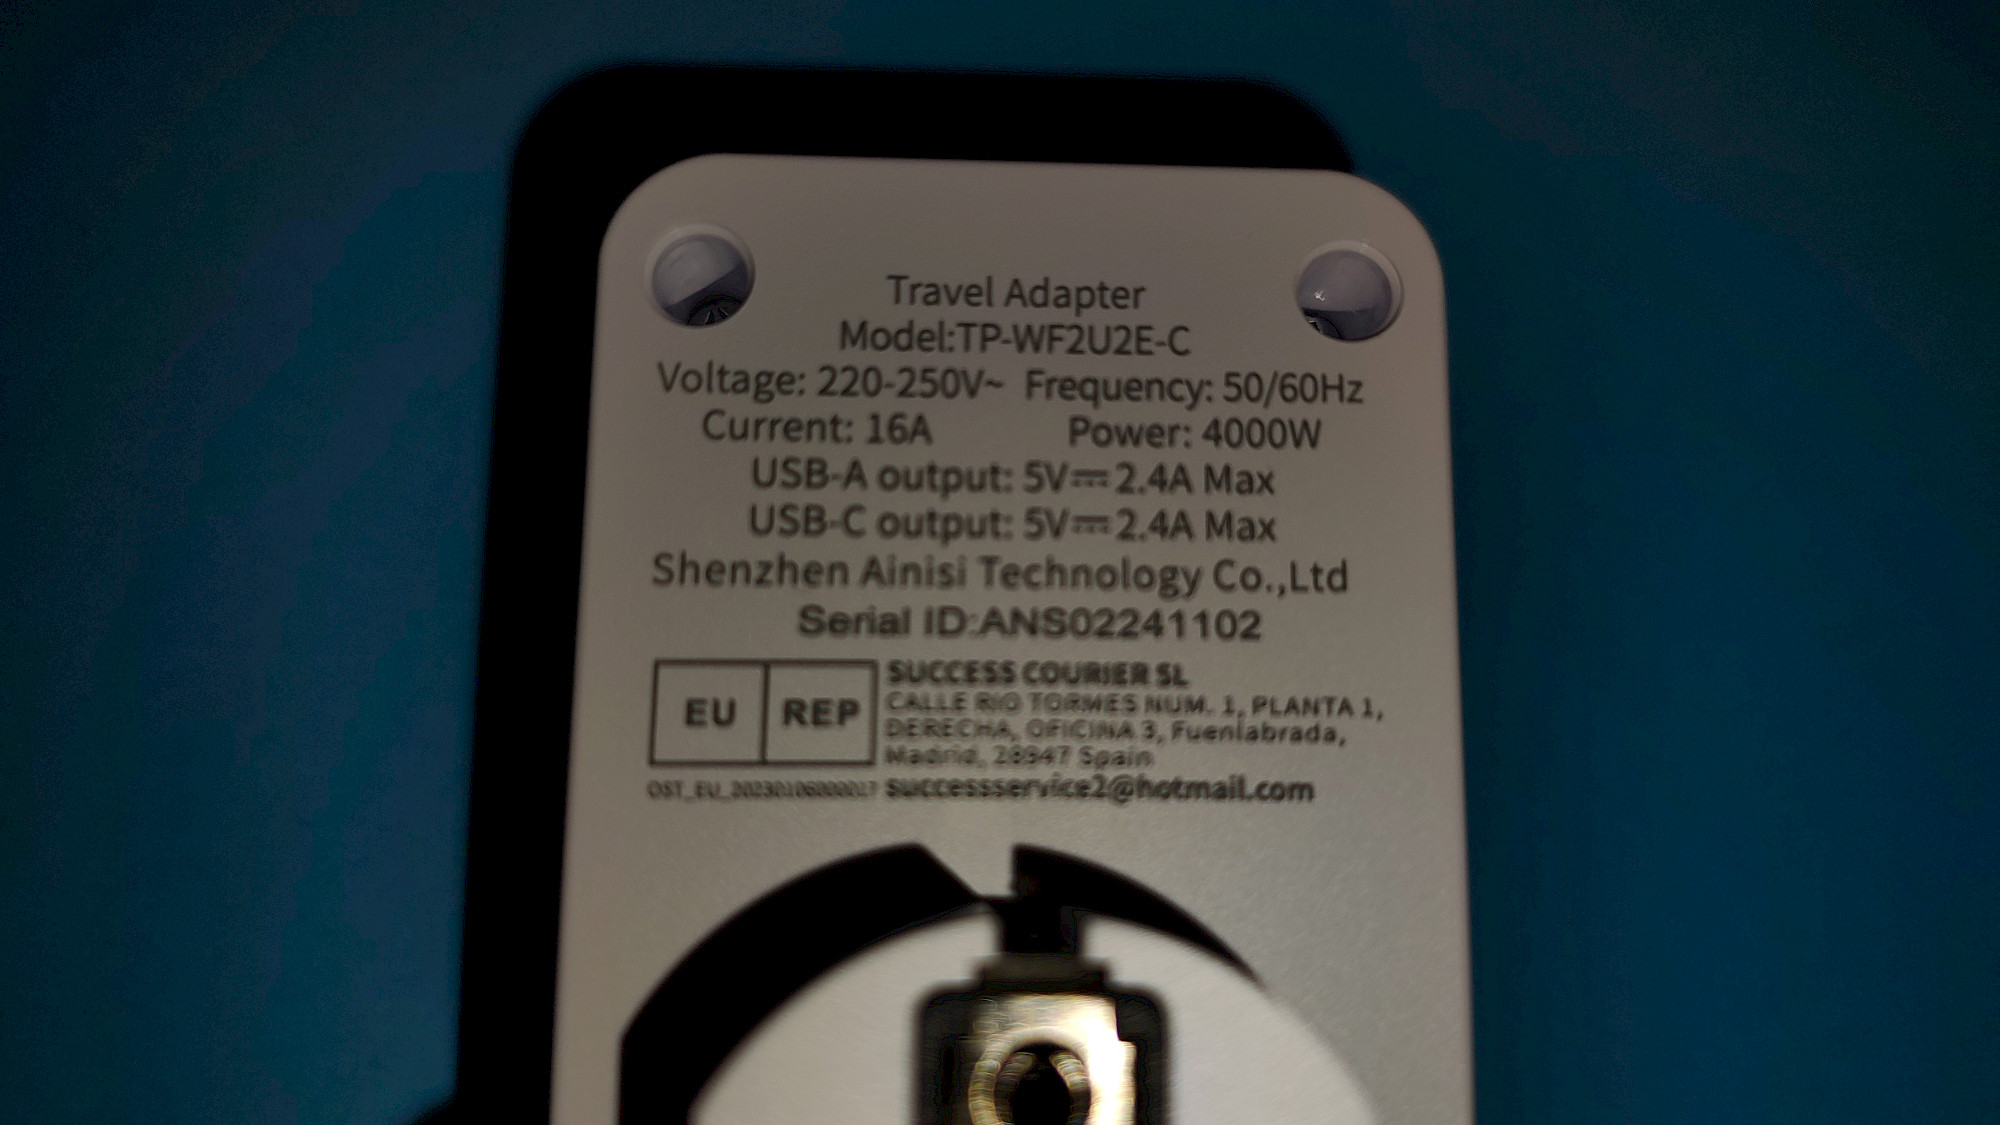 Travel Adapter
Model:TP-WF2U2E-C
Voltage: 220-250V~ Frequency: 50/60Hz
Current: 16A Power: 4000W
USB-A output: 5V⎓2.4A Max
USB-C output: 5V⎓2.4A Max
Shenzhen Ainisi Technology Co.,Ltd
Serial ID:ANS02241102
EU REP
SUCCESS COURIER SL
CALLE RIO TORMES NUM. 1, PLANTA 1,
DERECHA, OFICINA 3, Fuenlabrada,
Madrid, 28947 Spain
successservice2@hotmail.com